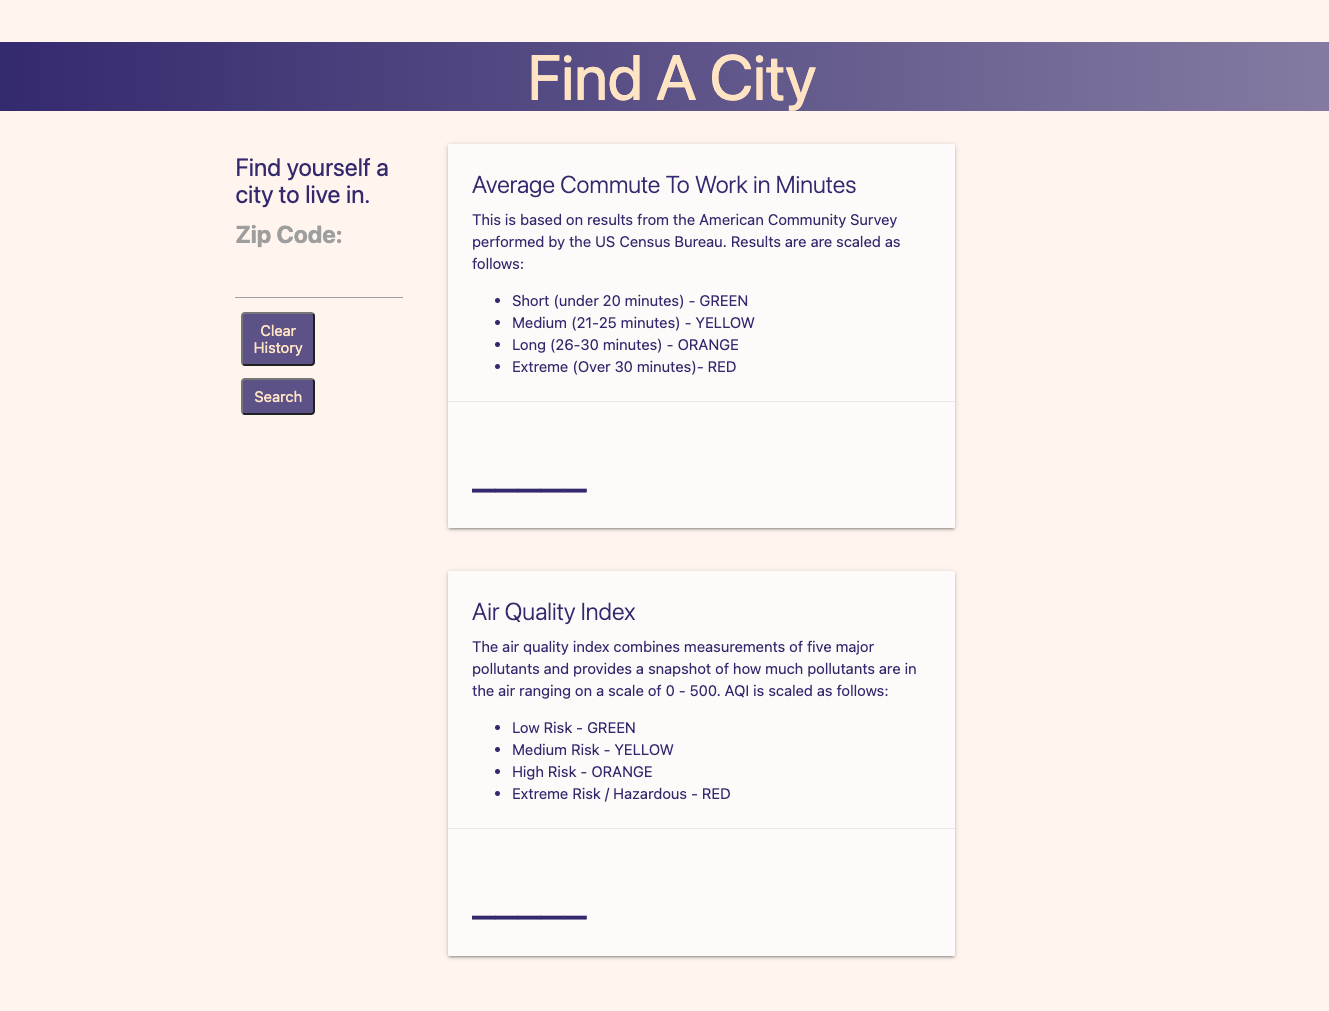 Find A City
Find yourself a
city to live in.
Zip Code:
Clear
History
Search
Average Commute To Work in Minutes
This is based on results from the American Community Survey
performed by the US Census Bureau. Results are are scaled as
follows:
• Short (under 20 minutes) - GREEN
• Medium (21-25 minutes) - YELLOW
• Long (26-30 minutes) - ORANGE
• Extreme (Over 30 minutes)- RED
_____
Air Quality Index
The air quality index combines measurements of five major
pollutants and provides a snapshot of how much pollutants are in
the air ranging on a scale of 0 - 500. AQI is scaled as follows:
• Low Risk - GREEN
• Medium Risk - YELLOW
• High Risk - ORANGE
• Extreme Risk / Hazardous - RED
_____